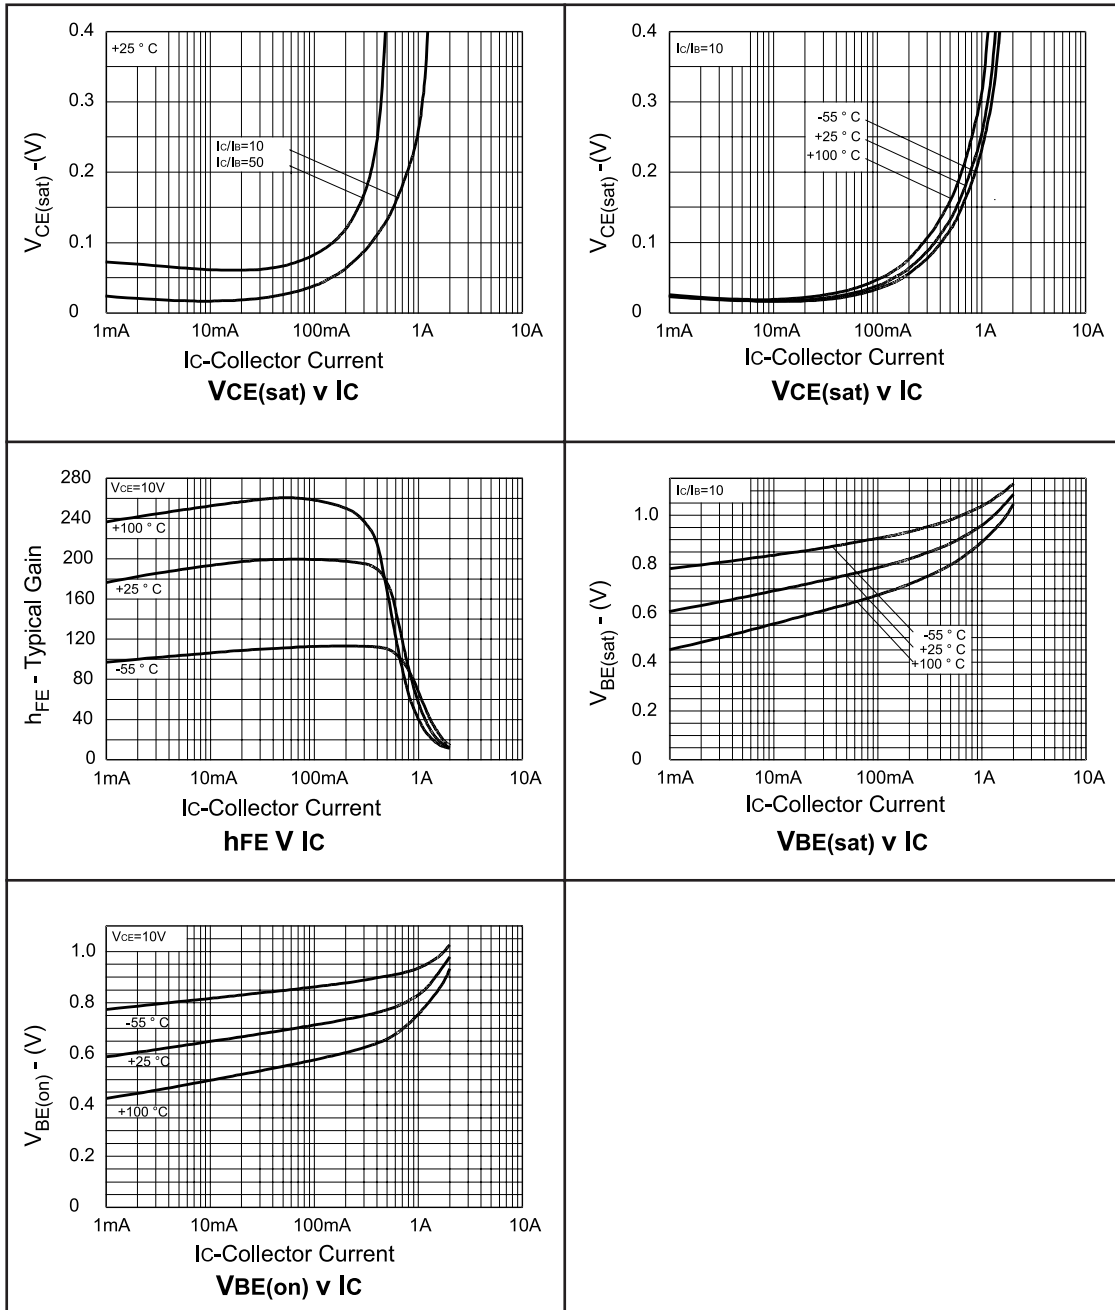 0.4
+25 ° C
0.3
IC/IB=10
IC/IB=50
0.2
0.1
0
VCE(sat) - (V)
1mA 10mA 100mA 1A 10A
IC-Collector Current
VCE(sat) v IC
0.4
IC/IB=10
0.3
-55 ° C
+25 ° C
+100 ° C
0.2
0.1
0
VCE(sat) - (V)
1mA 10mA 100mA 1A 10A
IC-Collector Current
VCE(sat) v IC
280
VCE=10V
240
+100 ° C
200
+25 ° C
160
120
-55 ° C
80
40
0
hFE - Typical Gain
1mA 10mA 100mA 1A 10A
IC-Collector Current
hFE V IC
IC/IB=10
1.0
0.8
0.6
-55 ° C
+25 ° C
+100 ° C
0.4
0.2
0
VBE(sat) - (V)
1mA 10mA 100mA 1A 10A
IC-Collector Current
VBE(sat) v IC
VCE=10V
1.0
0.8
-55 ° C
0.6
+25 °C
0.4
+100 °C
0.2
0
VBE(on) - (V)
1mA 10mA 100mA 1A 10A
IC-Collector Current
VBE(on) v IC